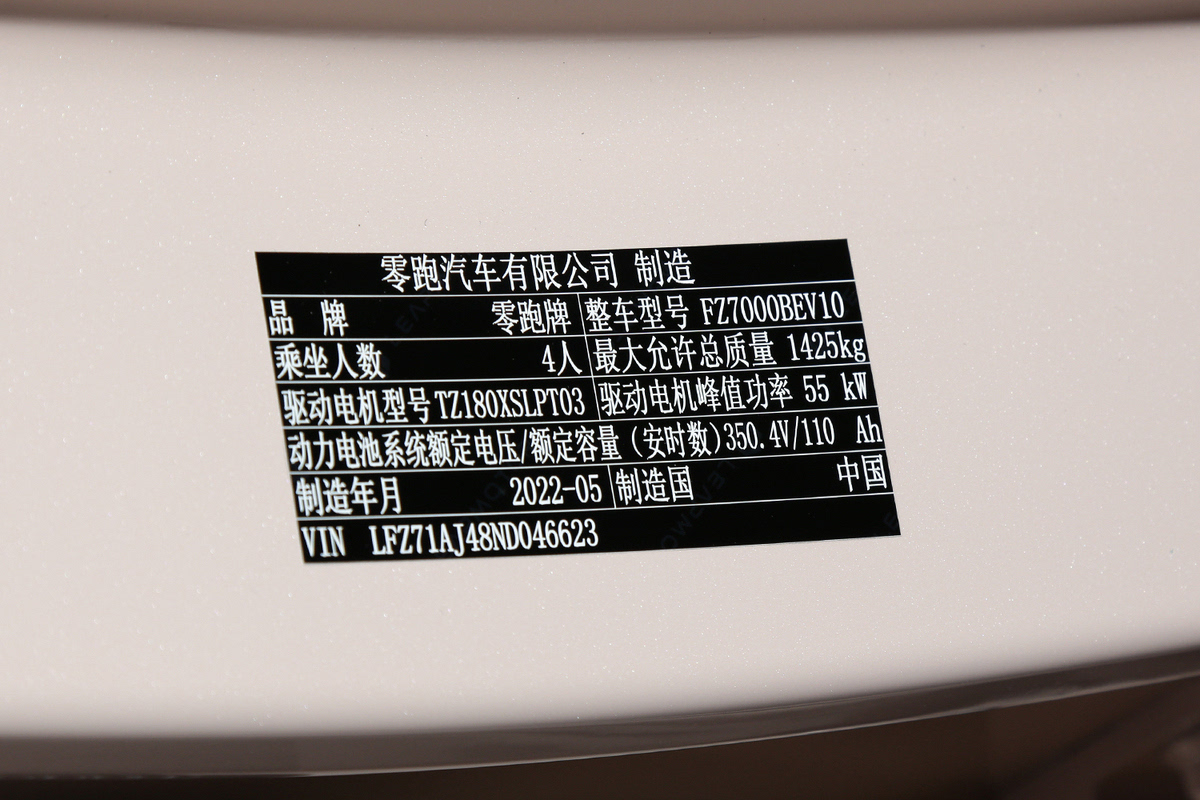 零跑汽车有限公司 制造
品 牌 零跑牌 整车型号 FZ7000BEV10
乘坐人数 4人 最大允许总质量 1425kg
驱动电机型号 TZ180XSLPT03 驱动电机峰值功率 55 kW
动力电池系统额定电压/额定容量(安时数)350.4V/110 Ah
制造年月 2022-05 制造国 中国
VIN LFZ71AJ48ND046623